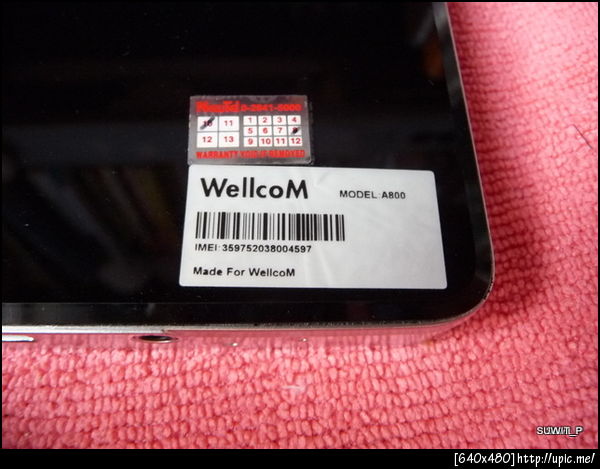 0-2641-5000
10 11 1 2 3 4
5 6 7 8
12 13 9 10 11 12
WARRANTY VOID IF REMOVED
WellcoM MODEL:A800
IMEI:359752038004597
Made For WellcoM
SUWIT_P
[640x480]http://upic.me/